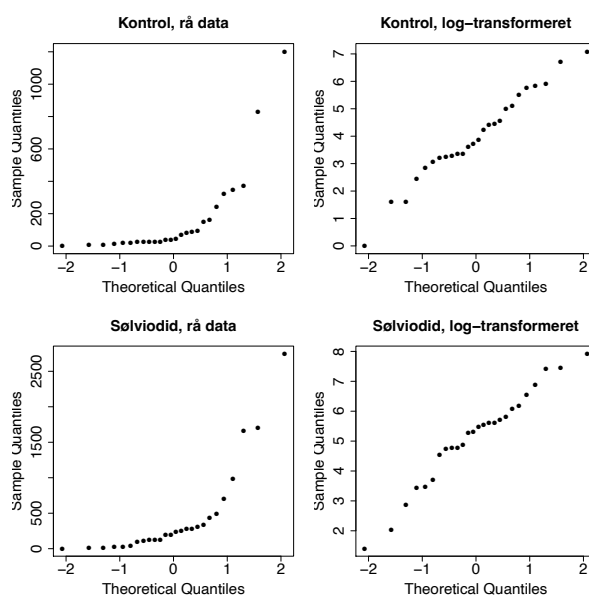 Kontrol, rå data
Sample Quantiles
0 200 600 1000
−2 −1 0 1 2
Theoretical Quantiles
Kontrol, log−transformeret
Sample Quantiles
0 1 2 3 4 5 6 7
−2 −1 0 1 2
Theoretical Quantiles
Sølviodid, rå data
Sample Quantiles
0 500 1500 2500
−2 −1 0 1 2
Theoretical Quantiles
Sølviodid, log−transformeret
Sample Quantiles
2 3 4 5 6 7 8
−2 −1 0 1 2
Theoretical Quantiles